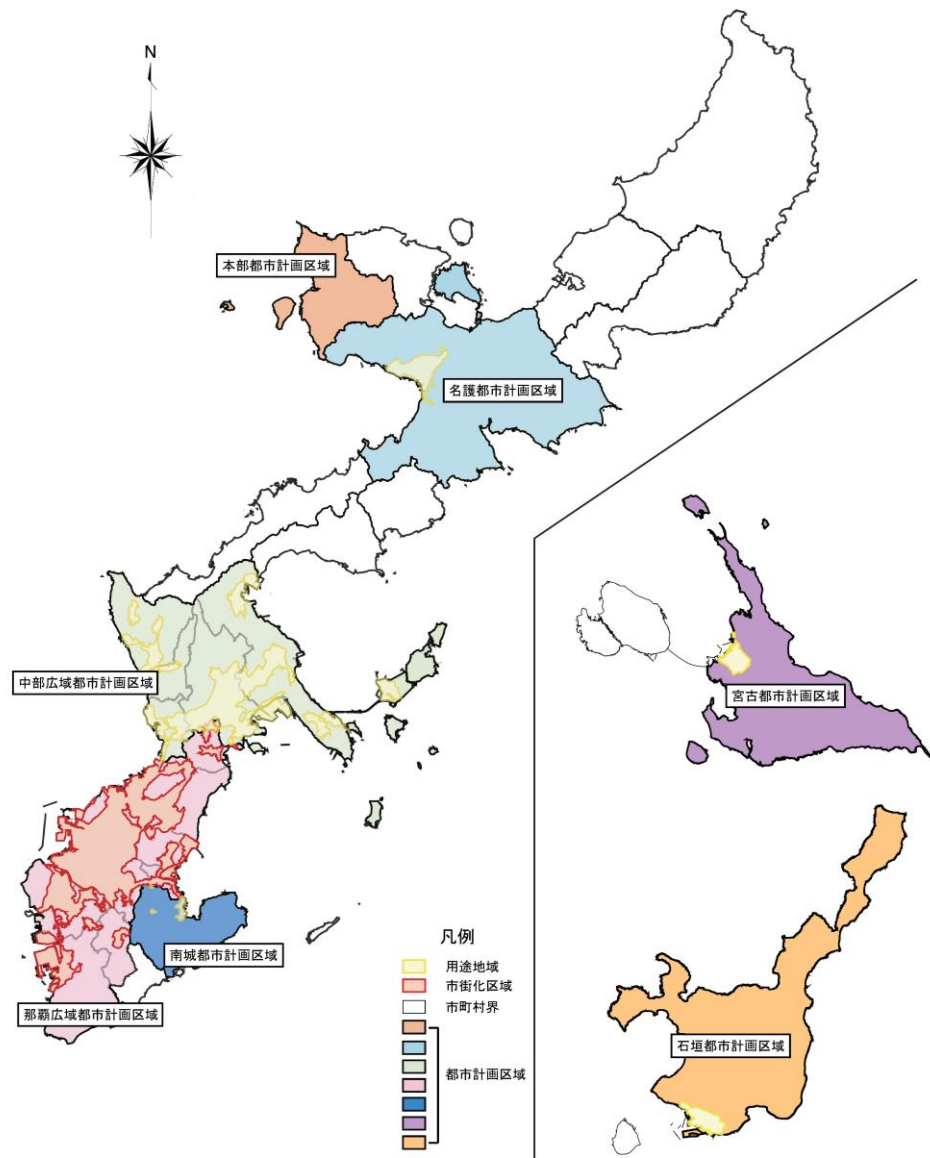 N
本部都市計画区域
名護都市計画区域
中部広域都市計画区域
宮古都市計画区域
南城都市計画区域
那覇広域都市計画区域
石垣都市計画区域
凡例
用途地域
市街化区域
市町村界
都市計画区域